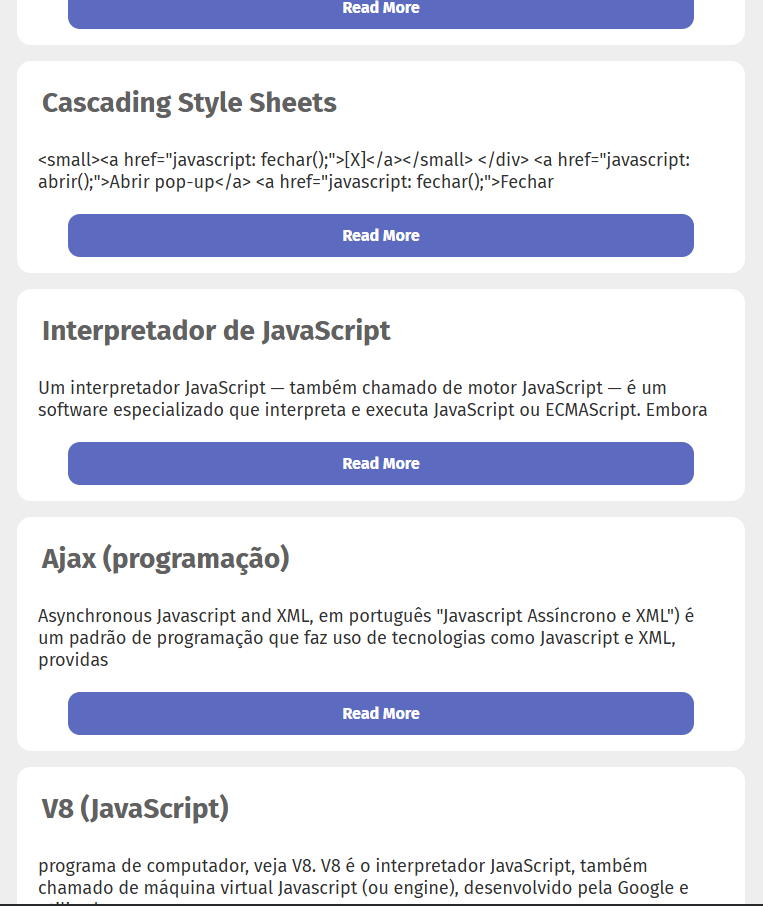 Read More
Cascading Style Sheets
<small><a href="javascript: fechar();">[X]</a></small> </div> <a href="javascript:
abrir();">Abrir pop-up</a> <a href="javascript: fechar();">Fechar
Read More
Interpretador de JavaScript
Um interpretador JavaScript — também chamado de motor JavaScript — é um
software especializado que interpreta e executa JavaScript ou ECMAScript. Embora
Read More
Ajax (programação)
Asynchronous Javascript and XML, em português "Javascript Assíncrono e XML") é
um padrão de programação que faz uso de tecnologias como Javascript e XML,
providas
Read More
V8 (JavaScript)
programa de computador, veja V8. V8 é o interpretador JavaScript, também
chamado de máquina virtual Javascript (ou engine), desenvolvido pela Google e